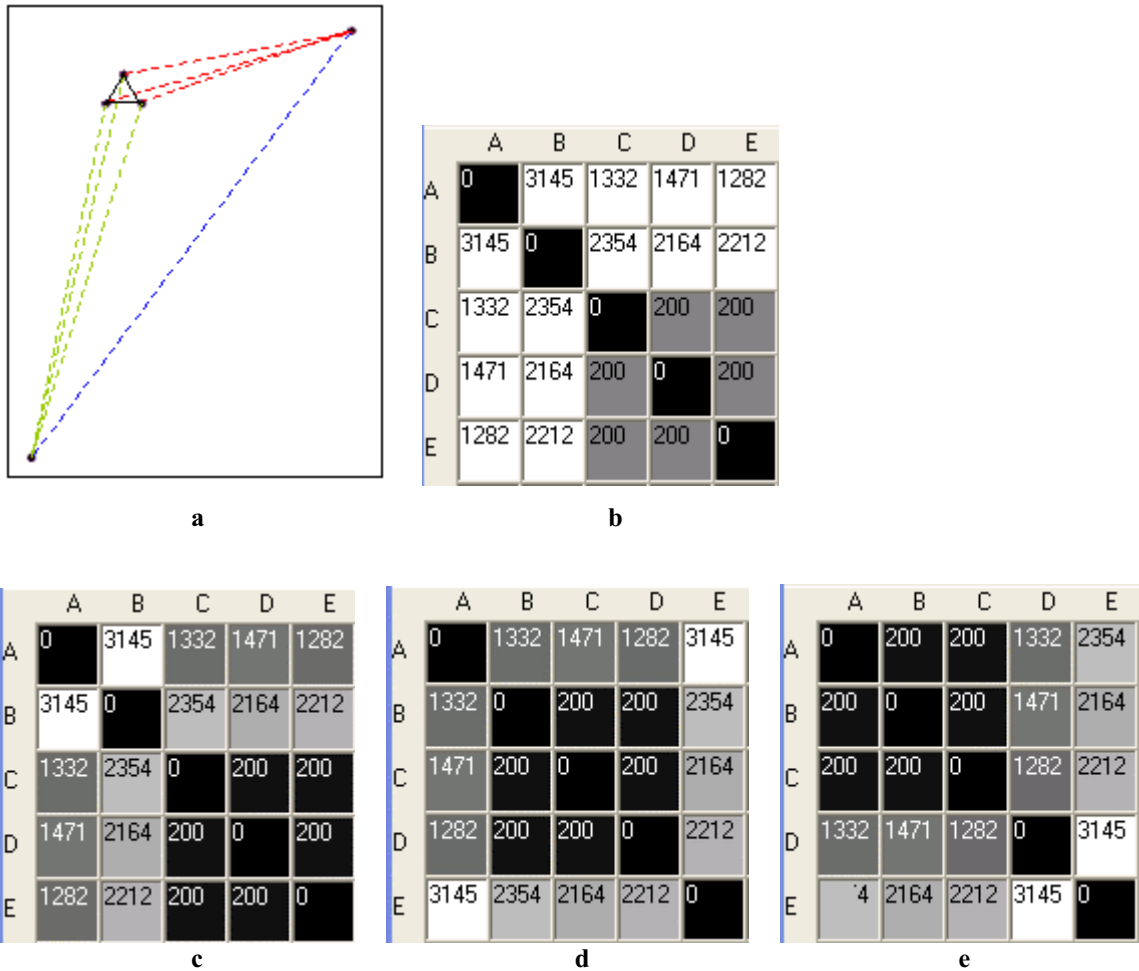 A B C D E
A 0 3145 1332 1471 1282
B 3145 0 2354 2164 2212
C 1332 2354 0 200 200
D 1471 2164 200 0 200
E 1282 2212 200 200 0
a b
A B C D E
A 0 3145 1332 1471 1282
B 3145 0 2354 2164 2212
C 1332 2354 0 200 200
D 1471 2164 200 0 200
E 1282 2212 200 200 0
c
A B C D E
A 0 1332 1471 1282 3145
B 1332 0 200 200 2354
C 1471 200 0 200 2164
D 1282 200 200 0 2212
E 3145 2354 2164 2212 0
d
A B C D E
A 0 200 200 1332 2354
B 200 0 200 1471 2164
C 200 200 0 1282 2212
D 1332 1471 1282 0 3145
E 4 2164 2212 3145 0
e